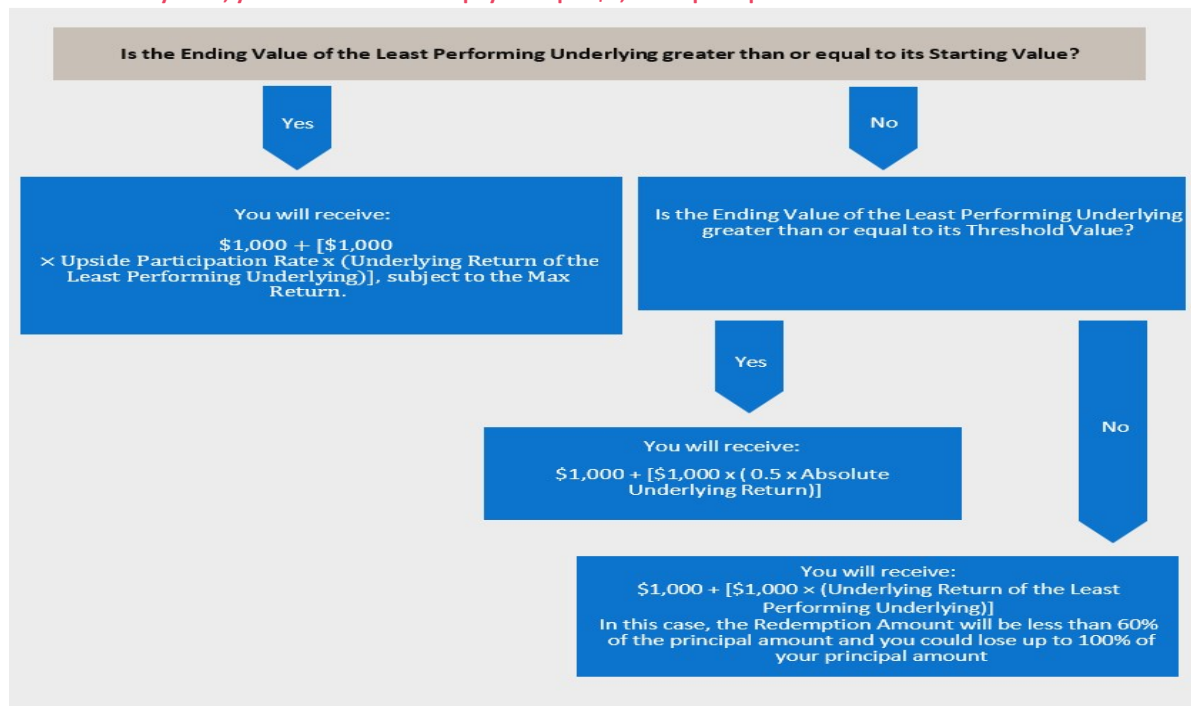 Is the Ending Value of the Least Performing Underlying greater than or equal to its Starting Value?
Yes
No
You will receive:
$1,000 + [$1,000
× Upside Participation Rate x (Underlying Return of the
Least Performing Underlying)], subject to the Max
Return.
Is the Ending Value of the Least Performing Underlying
greater than or equal to its Threshold Value?
Yes
No
You will receive:
$1,000 + [$1,000 x ( 0.5 x Absolute
Underlying Return)]
You will receive:
$1,000 + [$1,000 × (Underlying Return of the Least
Performing Underlying)]
In this case, the Redemption Amount will be less than 60%
of the principal amount and you could lose up to 100% of
your principal amount